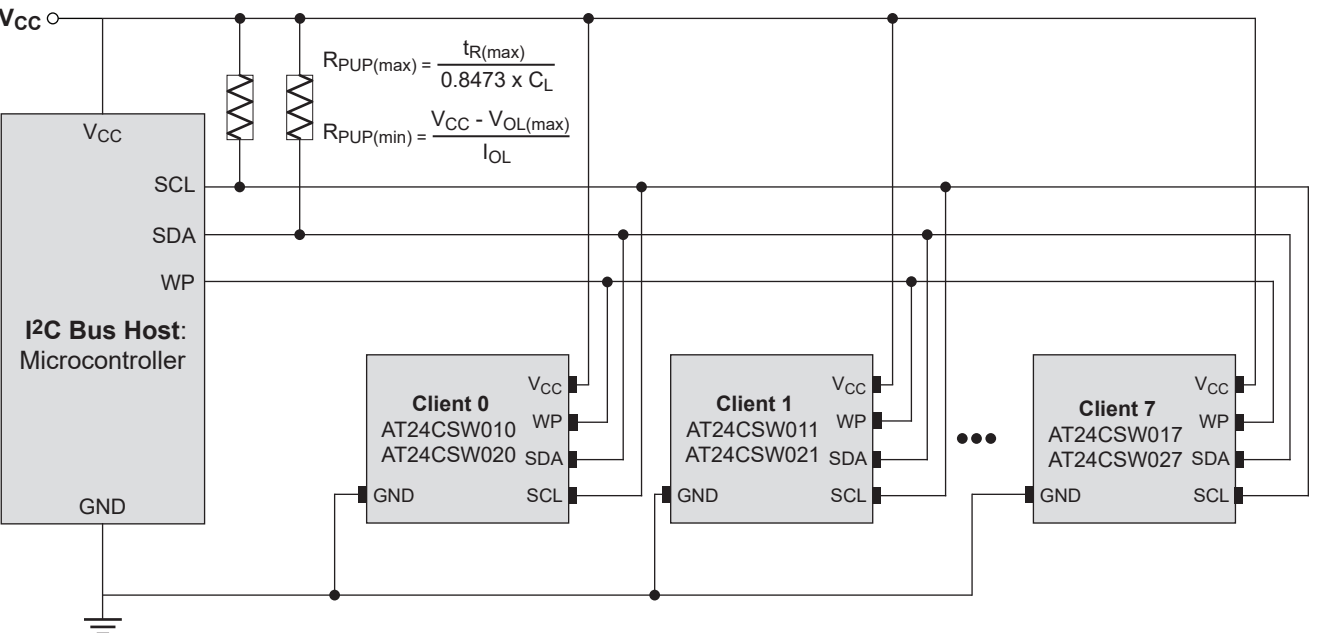 VCC
RPUP(max) = tR(max)
0.8473 x CL
RPUP(min) = VCC - VOL(max)
IOL
VCC
SCL
SDA
WP
I2C Bus Host:
Microcontroller
GND
Client 0
AT24CSW010
AT24CSW020
VCC
WP
SDA
SCL
GND
Client 1
AT24CSW011
AT24CSW021
VCC
WP
SDA
SCL
GND
Client 7
AT24CSW017
AT24CSW027
VCC
WP
SDA
SCL
GND